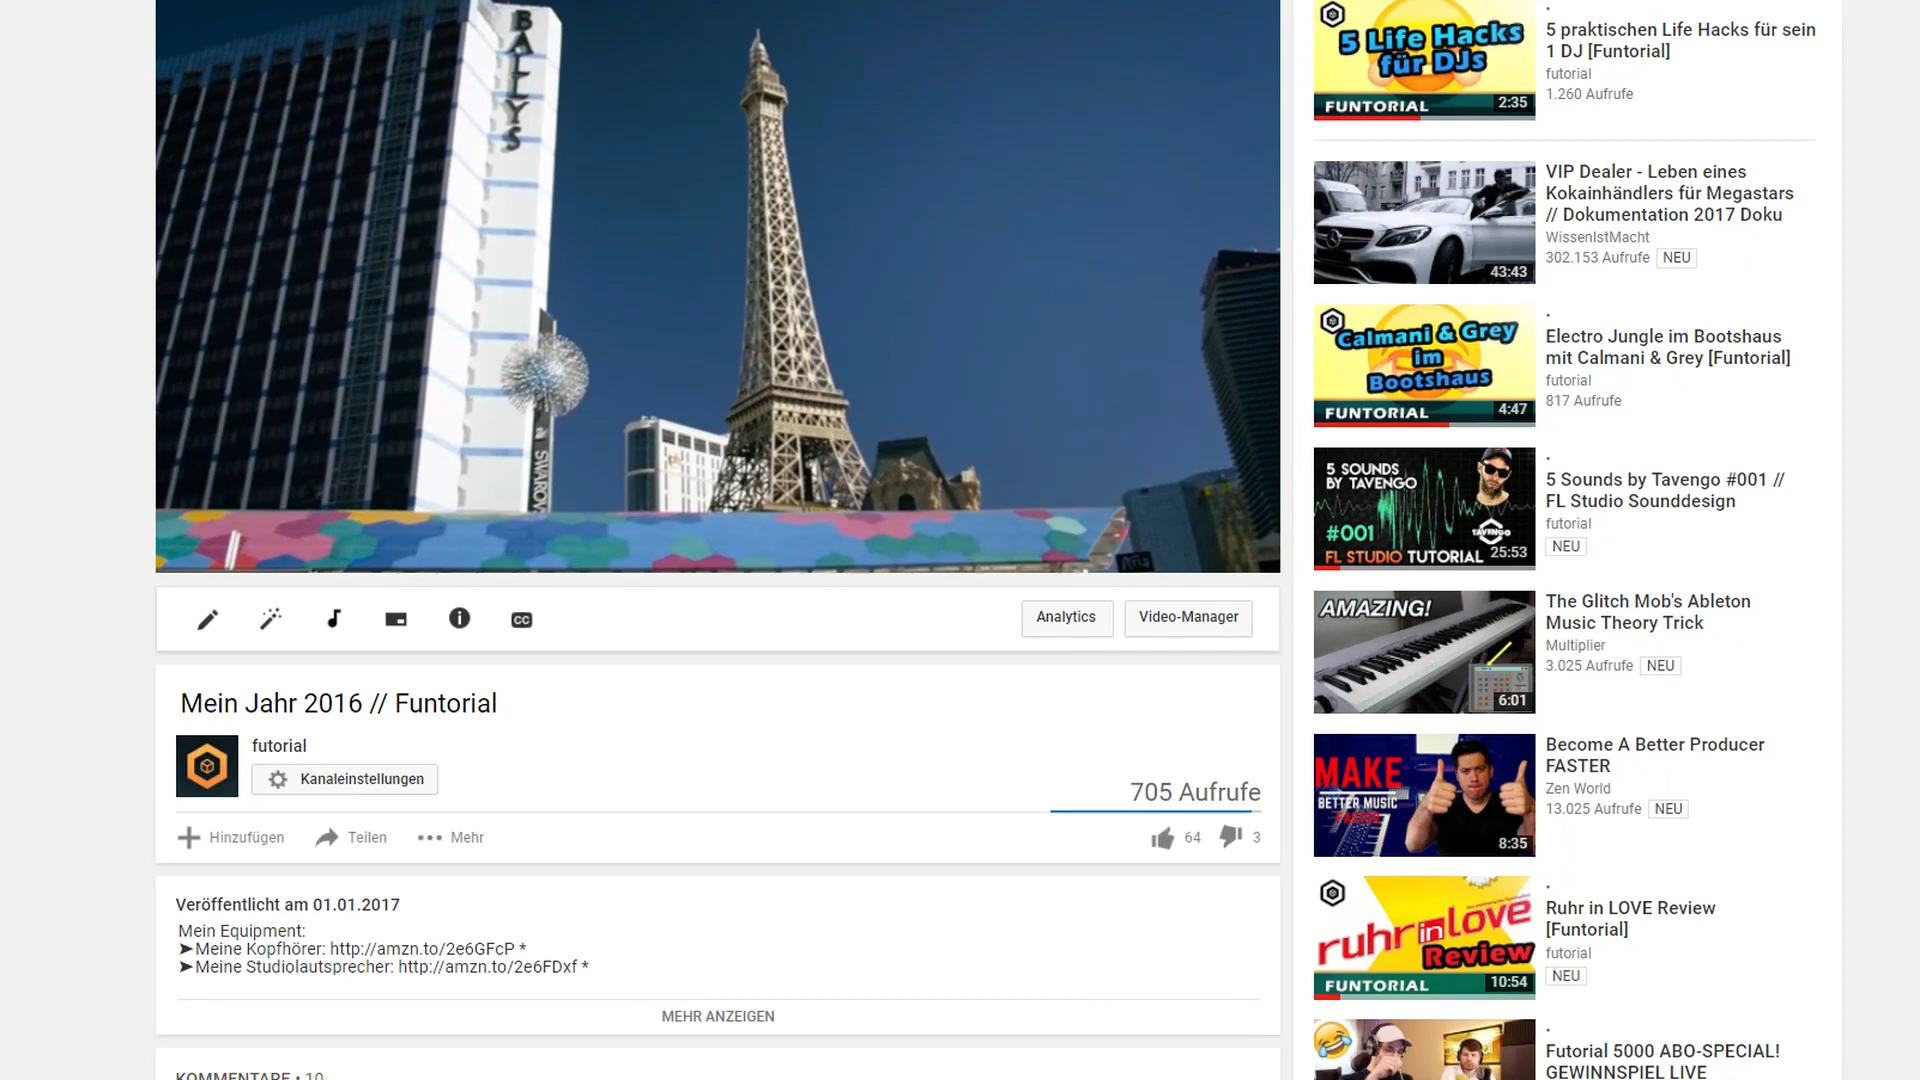 BALYS
SWAROV
Analytics
Video-Manager
Mein Jahr 2016 // Funtorial
futorial
Kanaleinstellungen
705 Aufrufe
Hinzufügen
Teilen
Mehr
64
3
Veröffentlicht am 01.01.2017
Mein Equipment:
➤Meine Kopfhörer: http://amzn.to/2e6GFcP *
➤Meine Studiolautsprecher: http://amzn.to/2e6FDxf *
MEHR ANZEIGEN
KOMMENTARE • 10
5 Life Hacks
für DJs
FUNTORIAL
2:35
5 praktischen Life Hacks für sein
1 DJ [Funtorial]
futorial
1.260 Aufrufe
43:43
VIP Dealer - Leben eines
Kokainhändlers für Megastars
// Dokumentation 2017 Doku
WissenIstMacht
302.153 Aufrufe NEU
Calmani & Grey
im
Bootshaus
FUNTORIAL
4:47
Electro Jungle im Bootshaus
mit Calmani & Grey [Funtorial]
futorial
817 Aufrufe
5 SOUNDS
BY TAVENGO
#001
TAVENGO
FL STUDIO TUTORIAL
25:53
5 Sounds by Tavengo #001 //
FL Studio Sounddesign
futorial
NEU
AMAZING!
6:01
The Glitch Mob's Ableton
Music Theory Trick
Multiplier
3.025 Aufrufe NEU
MAKE
BETTER MUSIC
FASTER
8:35
Become A Better Producer
FASTER
Zen World
13.025 Aufrufe NEU
ruhr in love
Review
FUNTORIAL
10:54
Ruhr in LOVE Review
[Funtorial]
futorial
NEU
Futorial 5000 ABO-SPECIAL!
GEWINNSPIEL LIVE